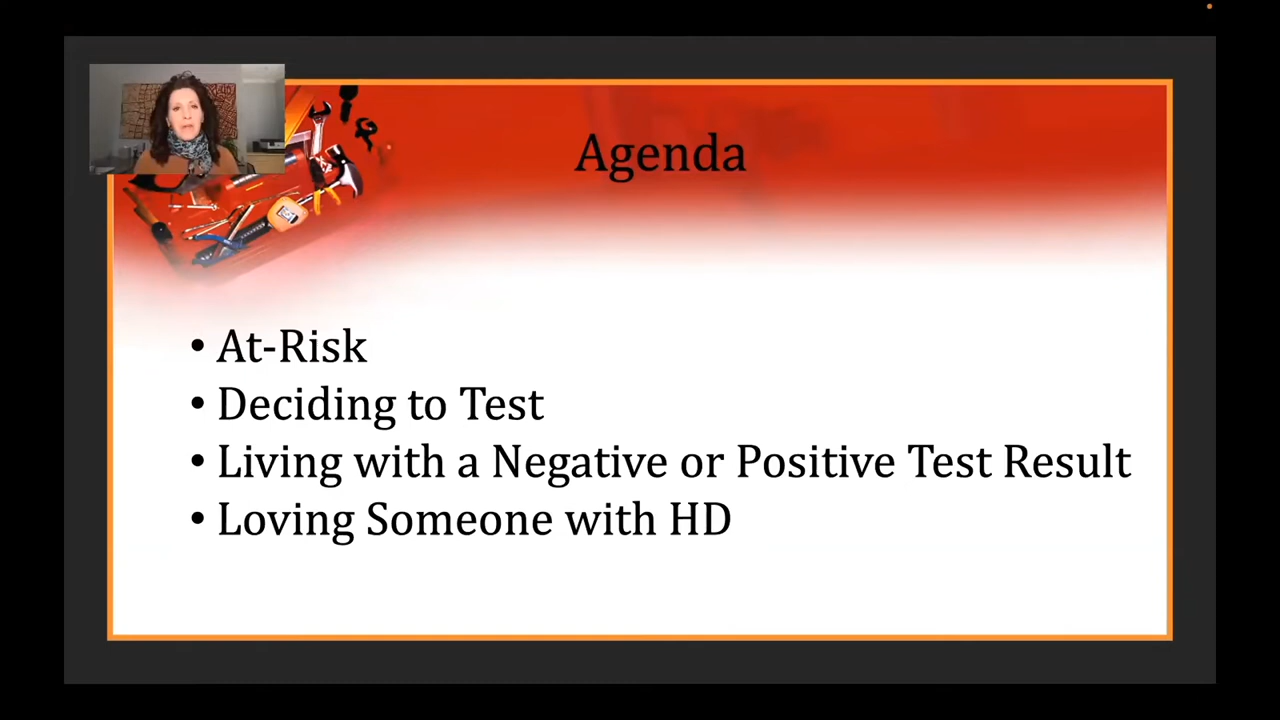 Agenda
• At-Risk
• Deciding to Test
• Living with a Negative or Positive Test Result
• Loving Someone with HD